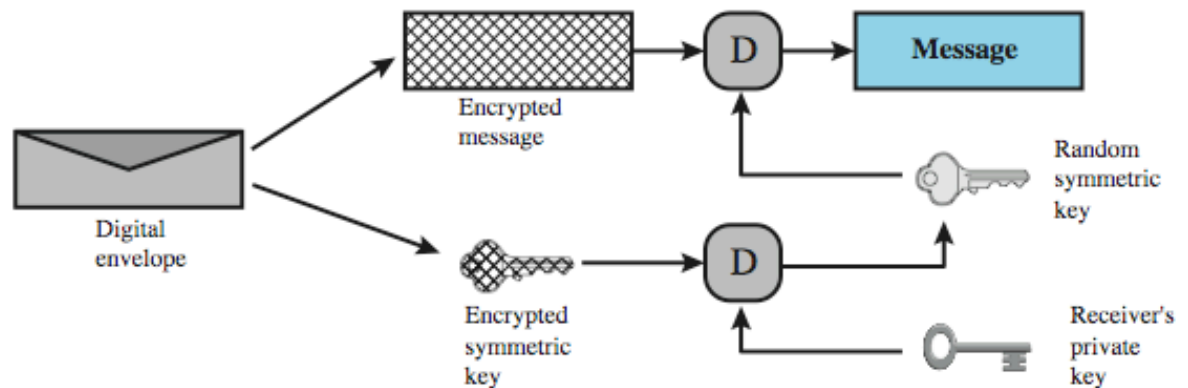 D
Message
Encrypted
message
Random
symmetric
key
Digital
envelope
D
Encrypted
symmetric
key
Receiver's
private
key